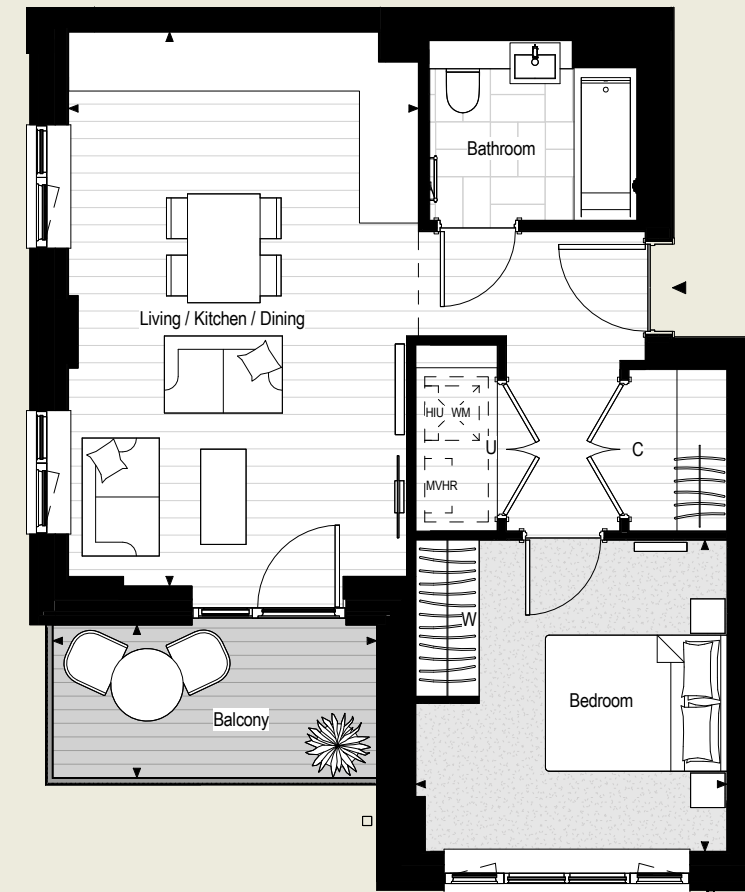 Bathroom
Living / Kitchen / Dining
HIU WM
U
C
MVHR
W
Bedroom
Balcony